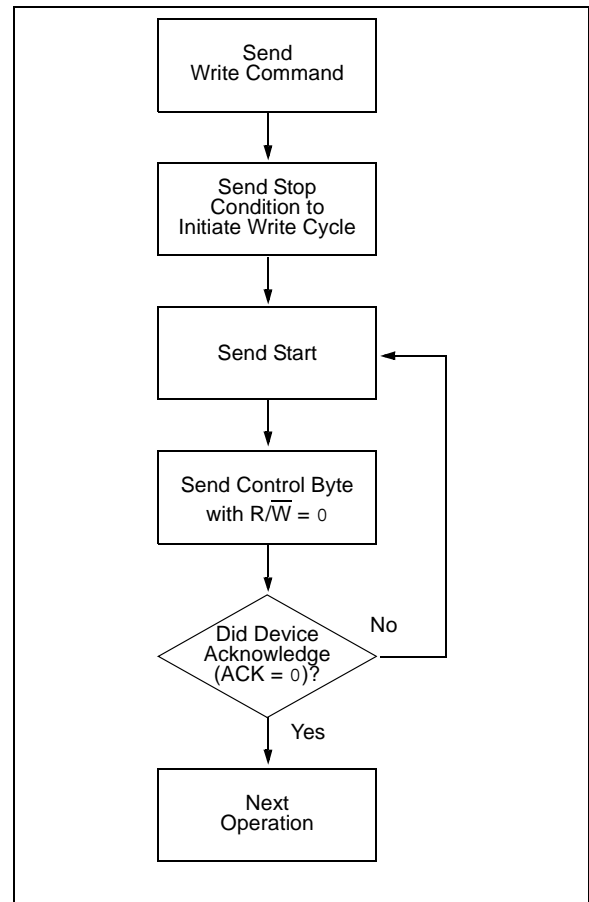 Send
Write Command
Send Stop
Condition to
Initiate Write Cycle
Send Start
Send Control Byte
with R/W̅ = 0
Did Device
Acknowledge
(ACK = 0)?
No
Yes
Next
Operation